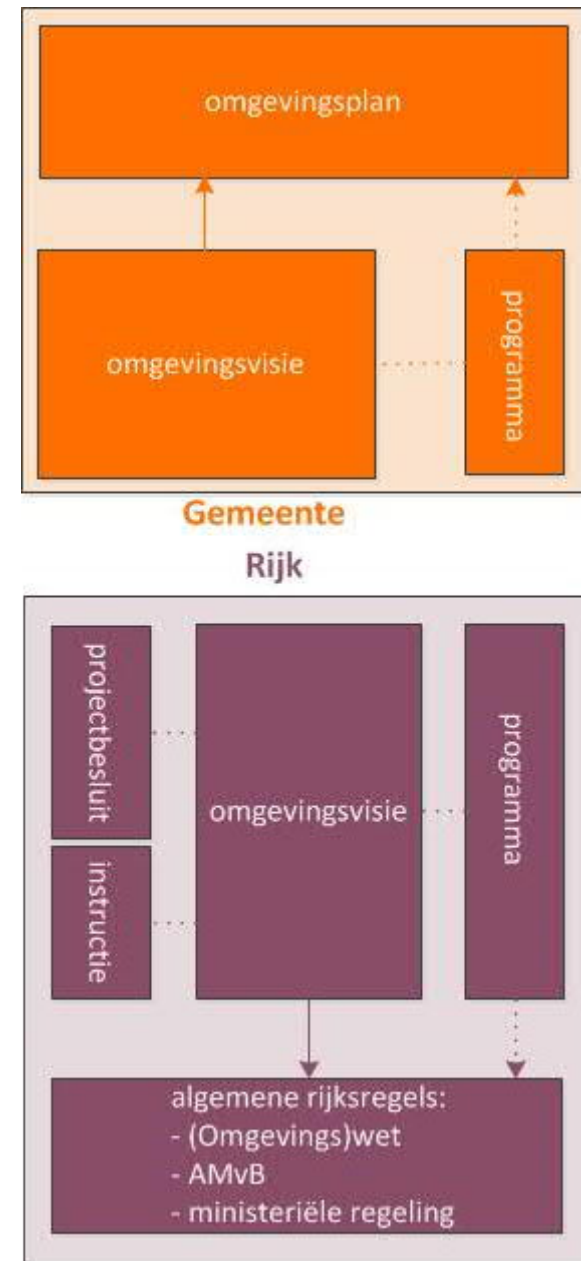 omgevingsplan
omgevingsvisie
programma
Gemeente
Rijk
projectbesluit
instructie
omgevingsvisie
programma
algemene rijksregels:
- (Omgevings)wet
- AMvB
- ministeriële regeling